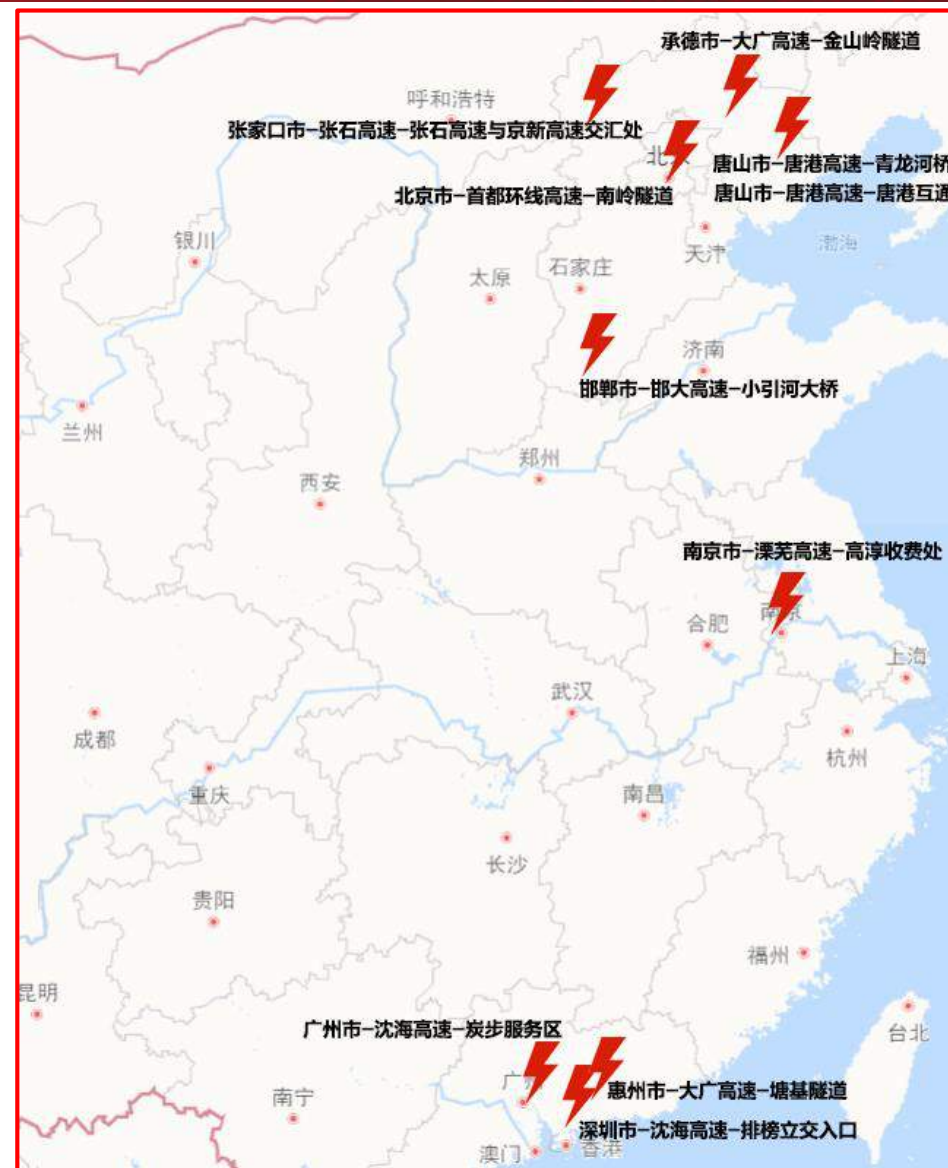 承德市-大广高速-金山岭隧道
呼和浩特
张家口市-张石高速-张石高速与京新高速交汇处
北京
唐山市-唐港高速-青龙河桥
北京市-首都环线高速-南岭隧道
唐山市-唐港高速-唐港互通
银川
渤海
天津
石家庄
太原
济南
邯郸市-邯大高速-小引河大桥
兰州
郑州
西安
南京市-溧芜高速-高淳收费处
南京
合肥
上海
武汉
成都
杭州
重庆
南昌
长沙
贵阳
福州
昆明
广州市-沈海高速-炭步服务区
台北
广州
惠州市-大广高速-塘基隧道
南宁
深圳市-沈海高速-排榜立交入口
香港
澳门